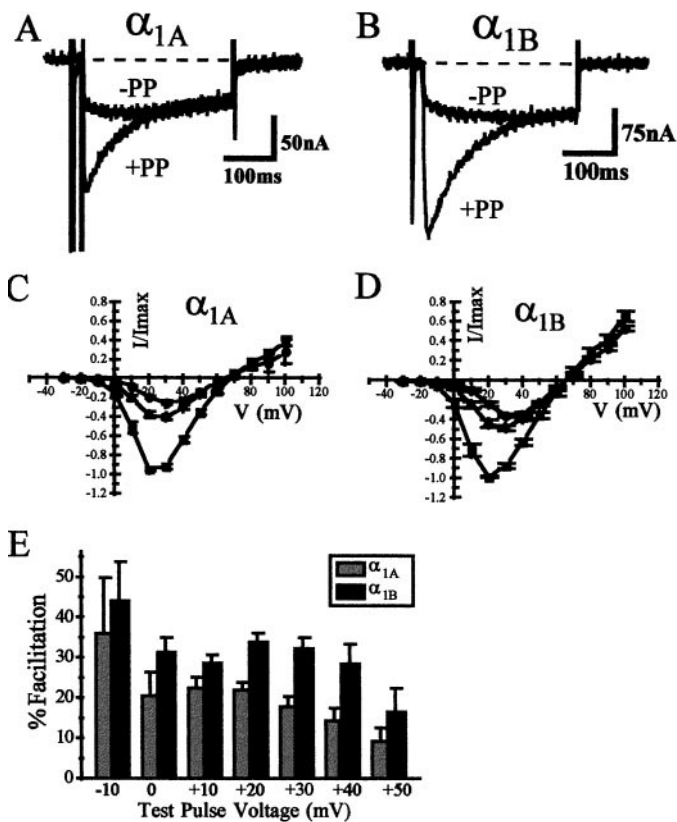 A α1A
-PP
+PP
50nA
100ms
B α1B
-PP
+PP
75nA
100ms
C α1A
I/Imax
0.8
0.6
0.4
0.2
-40 -20 20 40 60 80 100 120
V (mV)
-0.2
-0.4
-0.6
-0.8
-1.0
-1.2
D α1B
I/Imax
0.8
0.6
0.4
0.2
-40 -20 20 40 60 80 100 120
V (mV)
-0.2
-0.4
-0.6
-0.8
-1.0
-1.2
E
α1A
α1B
% Facilitation
50
40
30
20
10
0
-10 0 +10 +20 +30 +40 +50
Test Pulse Voltage (mV)